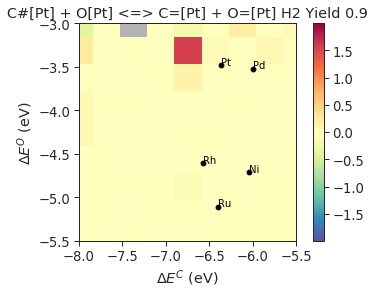 C#[Pt] + O[Pt] <=> C=[Pt] + O=[Pt] H2 Yield 0.9
−3.0
−3.5
−4.0
−4.5
−5.0
−5.5
ΔE^O (eV)
Pt
Pd
Rh
Ni
Ru
−8.0 −7.5 −7.0 −6.5 −6.0 −5.5
ΔE^C (eV)
1.5
1.0
0.5
0.0
−0.5
−1.0
−1.5